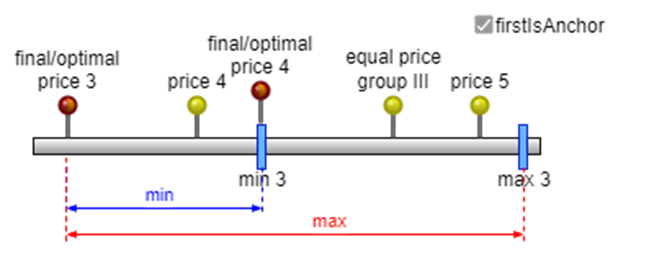 firstIsAnchor
final/optimal
price 3
price 4
final/optimal
price 4
equal price
group III
price 5
min 3
max 3
min
max